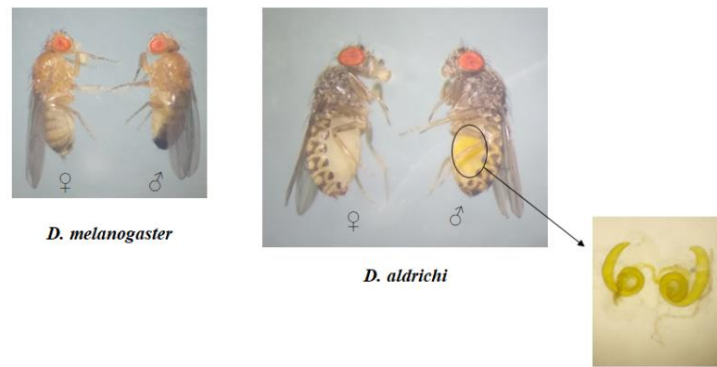 ♀ ♂
D. melanogaster
♀ ♂
D. aldrichi